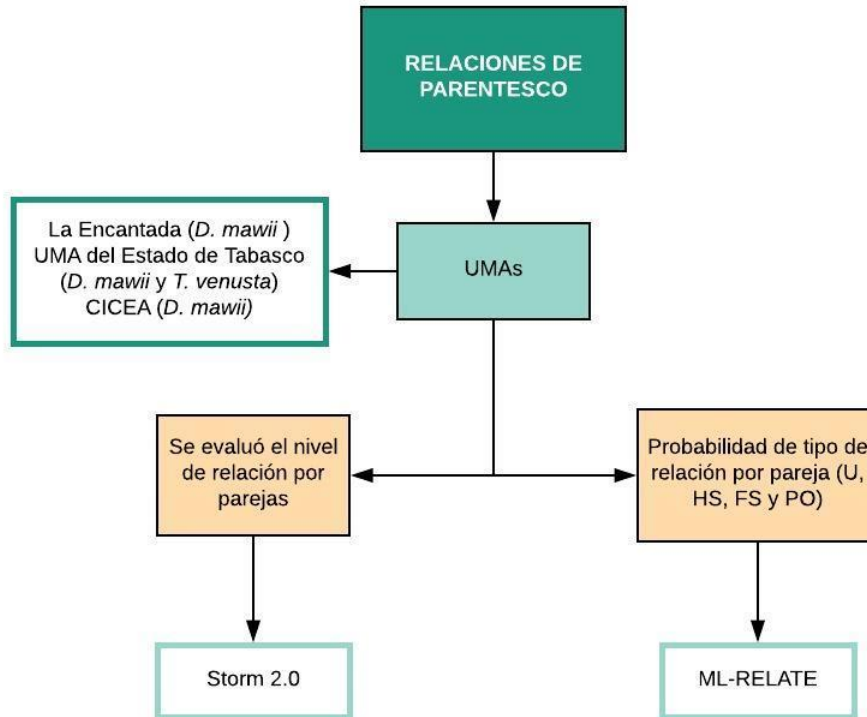 RELACIONES DE
PARENTESCO
La Encantada (D. mawii )
UMA del Estado de Tabasco
(D. mawii y T. venusta)
CICEA (D. mawii)
UMAs
Se evaluó el nivel
de relación por
parejas
Probabilidad de tipo de
relación por pareja (U,
HS, FS y PO)
Storm 2.0
ML-RELATE